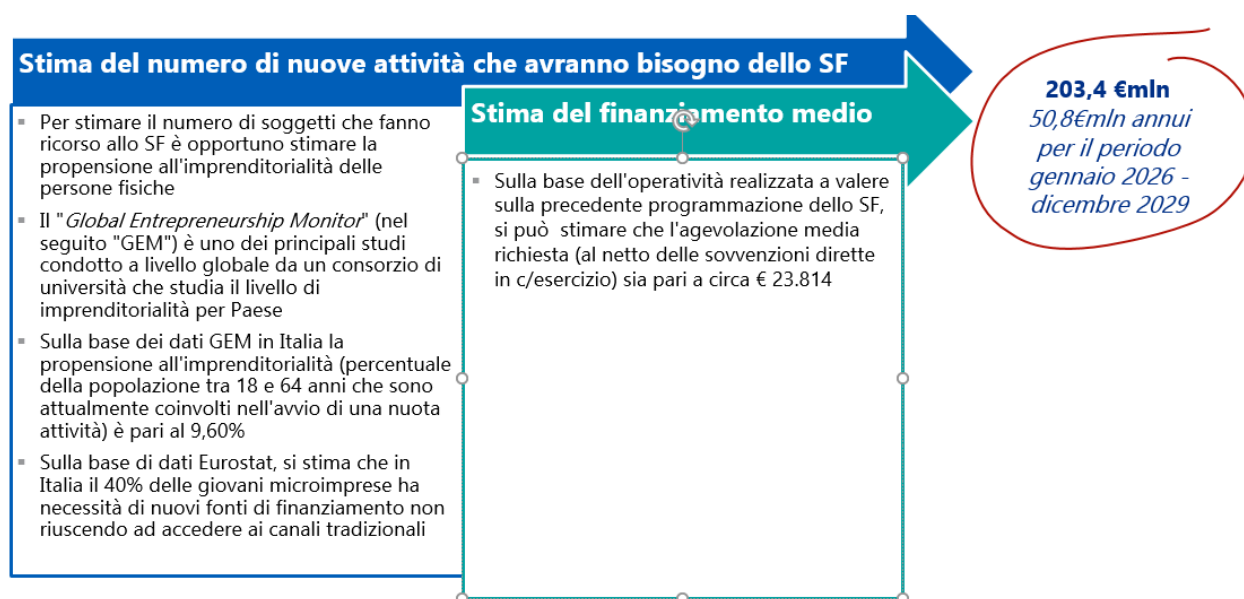 Stima del numero di nuove attività che avranno bisogno dello SF
▪ Per stimare il numero di soggetti che fanno
ricorso allo SF è opportuno stimare la
propensione all'imprenditorialità delle
persone fisiche
▪ Il "Global Entrepreneurship Monitor" (nel
seguito "GEM") è uno dei principali studi
condotto a livello globale da un consorzio di
università che studia il livello di
imprenditorialità per Paese
▪ Sulla base dei dati GEM in Italia la
propensione all'imprenditorialità (percentuale
della popolazione tra 18 e 64 anni che sono
attualmente coinvolti nell'avvio di una nuota
attività) è pari al 9,60%
▪ Sulla base di dati Eurostat, si stima che in
Italia il 40% delle giovani microimprese ha
necessità di nuovi fonti di finanziamento non
riuscendo ad accedere ai canali tradizionali
Stima del finanziamento medio
▪ Sulla base dell'operatività realizzata a valere
sulla precedente programmazione dello SF,
si può stimare che l'agevolazione media
richiesta (al netto delle sovvenzioni dirette
in c/esercizio) sia pari a circa € 23.814
203,4 €mln
50,8€mln annui
per il periodo
gennaio 2026 -
dicembre 2029